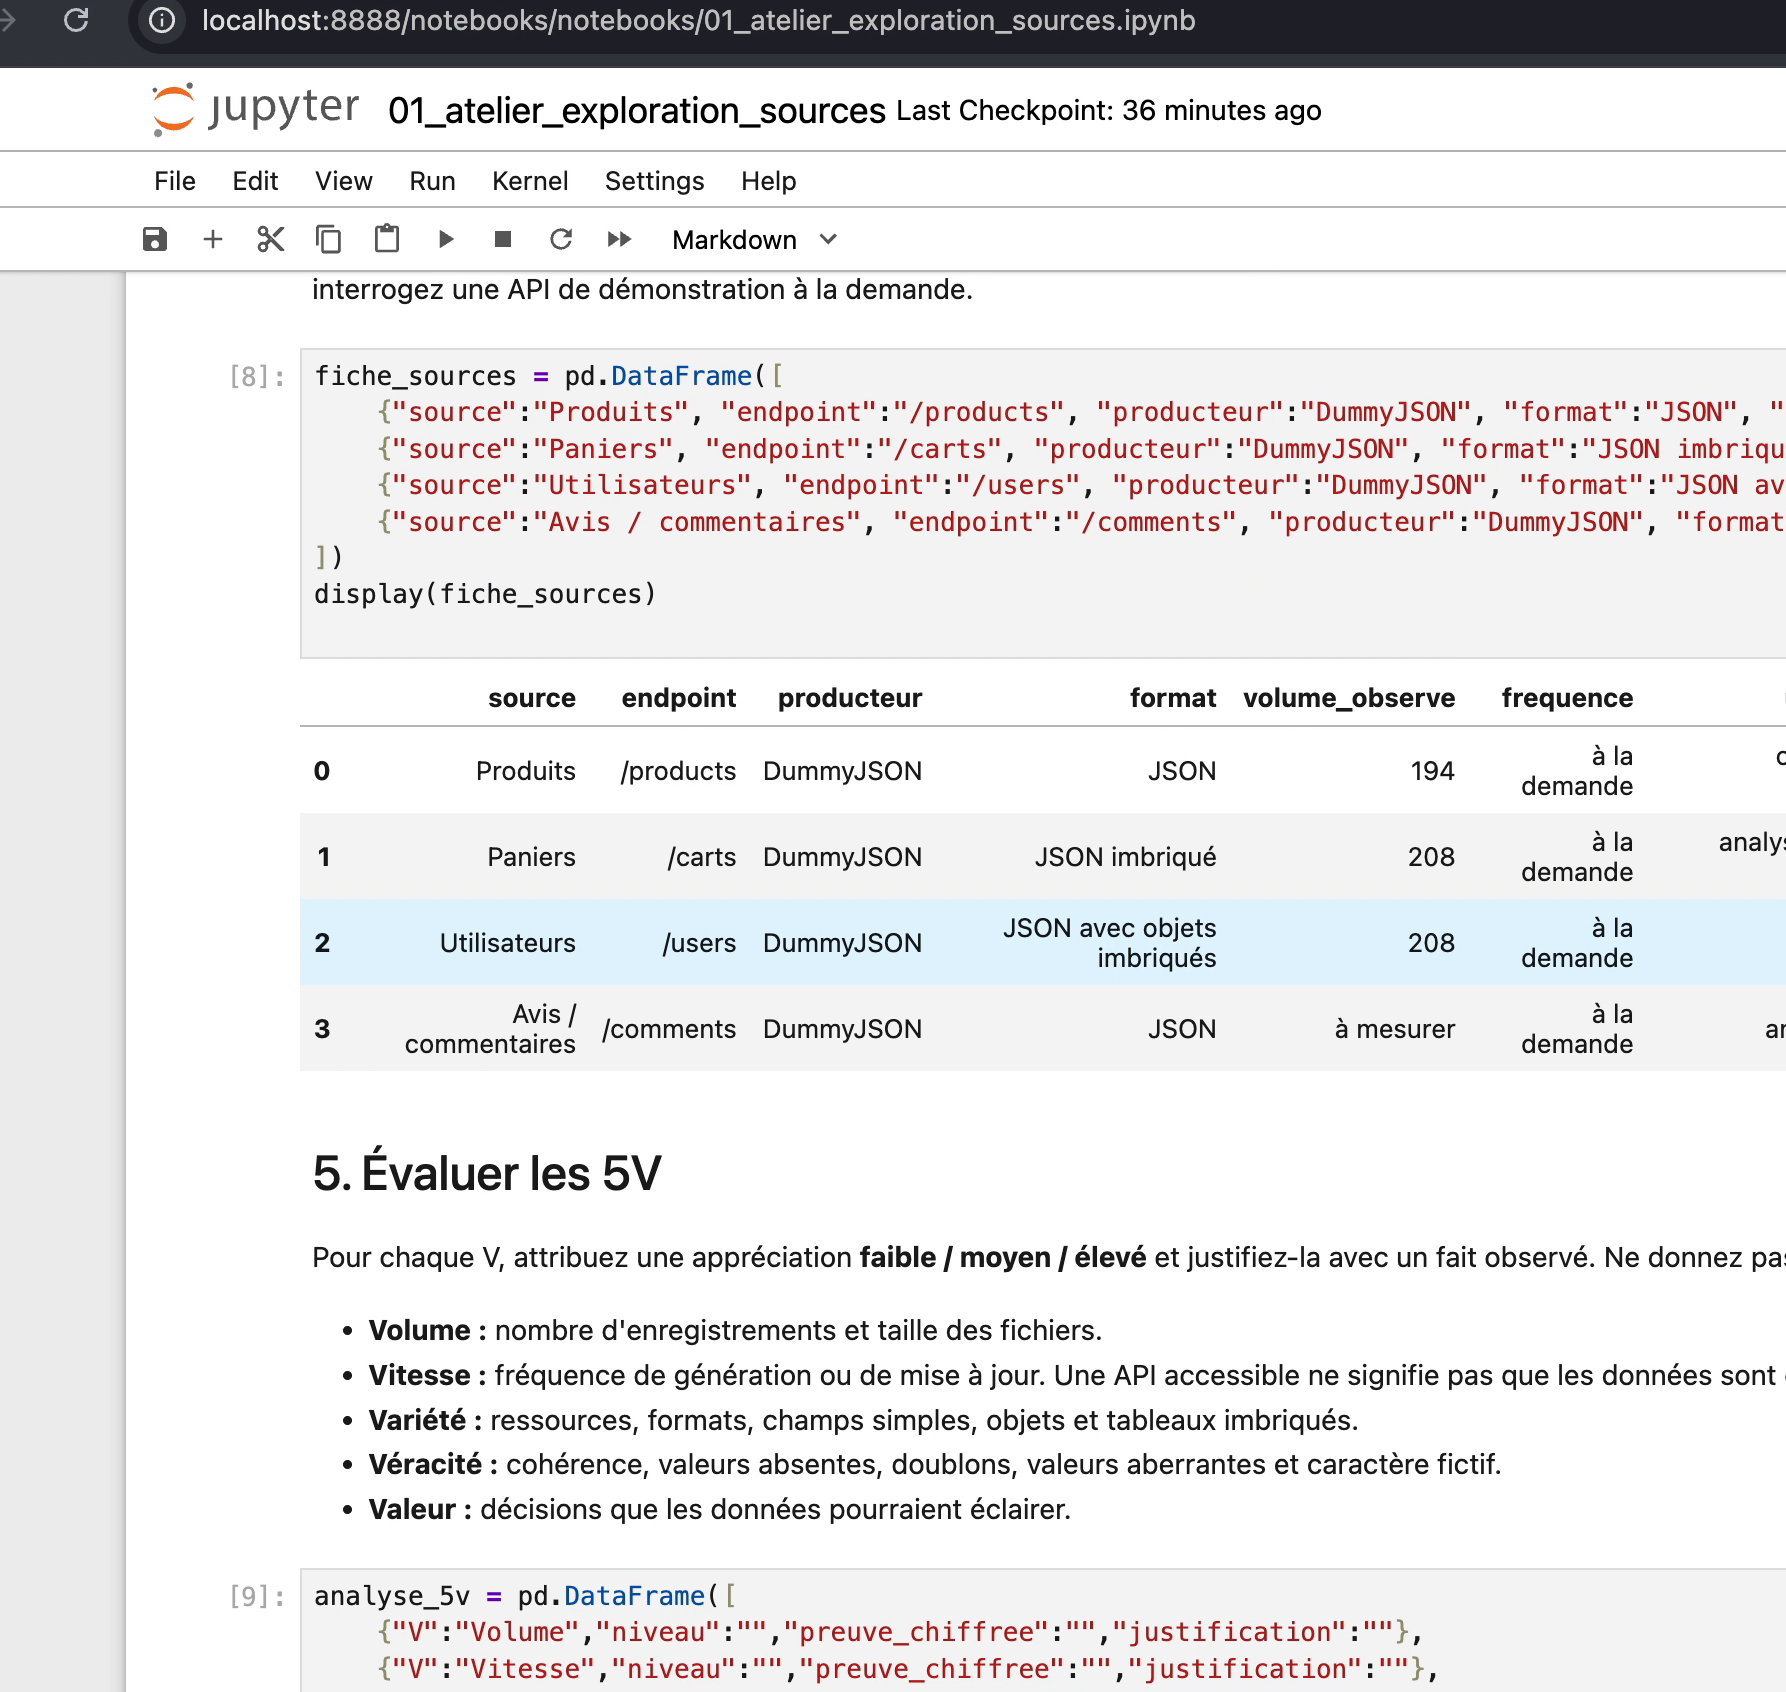 localhost:8888/notebooks/notebooks/01_atelier_exploration_sources.ipynb
jupyter 01_atelier_exploration_sources Last Checkpoint: 36 minutes ago
File Edit View Run Kernel Settings Help
Markdown
interrogez une API de démonstration à la demande.
[8]: fiche_sources = pd.DataFrame([
{"source":"Produits", "endpoint":"/products", "producteur":"DummyJSON", "format":"JSON", "
{"source":"Paniers", "endpoint":"/carts", "producteur":"DummyJSON", "format":"JSON imbriqu
{"source":"Utilisateurs", "endpoint":"/users", "producteur":"DummyJSON", "format":"JSON av
{"source":"Avis / commentaires", "endpoint":"/comments", "producteur":"DummyJSON", "format
])
display(fiche_sources)
source endpoint producteur format volume_observe frequence
0 Produits /products DummyJSON JSON 194 à la demande
1 Paniers /carts DummyJSON JSON imbriqué 208 à la demande analys
2 Utilisateurs /users DummyJSON JSON avec objets imbriqués 208 à la demande
3 Avis / commentaires /comments DummyJSON JSON à mesurer à la demande
5. Évaluer les 5V
Pour chaque V, attribuez une appréciation faible / moyen / élevé et justifiez-la avec un fait observé. Ne donnez pas
• Volume : nombre d'enregistrements et taille des fichiers.
• Vitesse : fréquence de génération ou de mise à jour. Une API accessible ne signifie pas que les données sont
• Variété : ressources, formats, champs simples, objets et tableaux imbriqués.
• Véracité : cohérence, valeurs absentes, doublons, valeurs aberrantes et caractère fictif.
• Valeur : décisions que les données pourraient éclairer.
[9]: analyse_5v = pd.DataFrame([
{"V":"Volume","niveau":"","preuve_chiffree":"","justification":""},
{"V":"Vitesse","niveau":"","preuve_chiffree":"","justification":""},